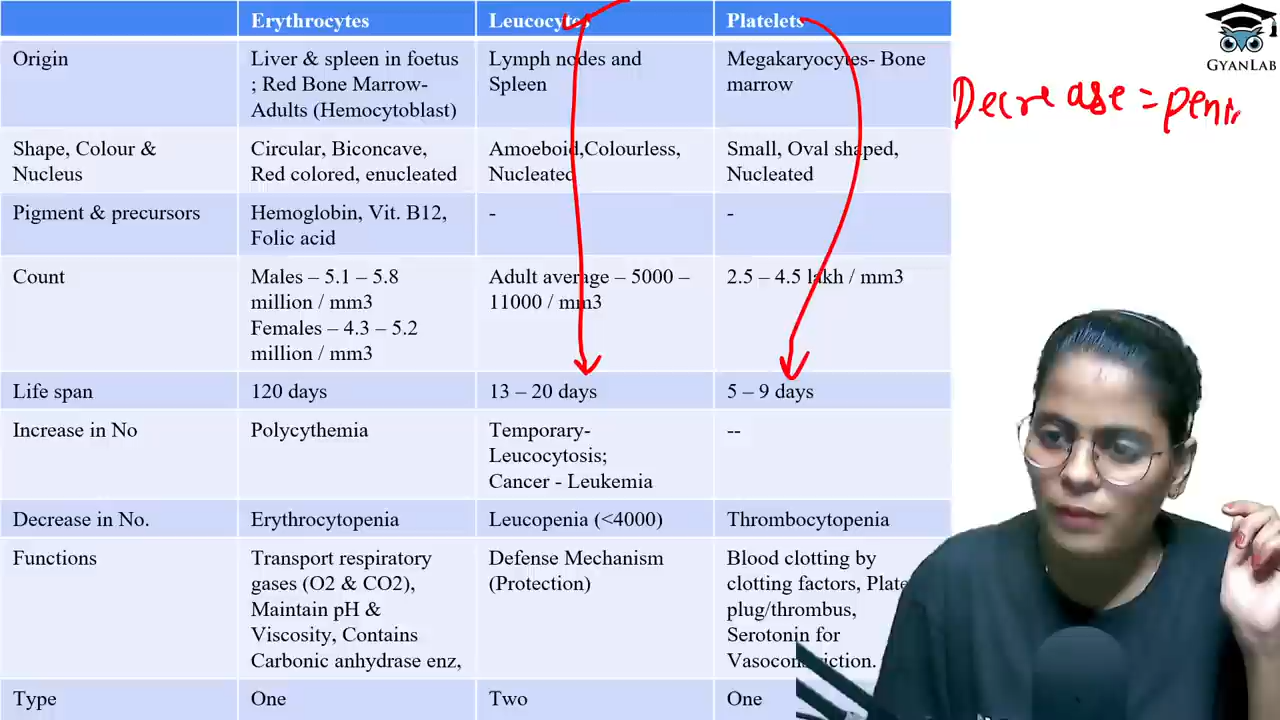 Erythrocytes Leucocytes Platelets
GYANLAB
Origin
Liver & spleen in foetus
; Red Bone Marrow-
Adults (Hemocytoblast)
Lymph nodes and
Spleen
Megakaryocytes- Bone
marrow
Decrease = peni
Shape, Colour &
Nucleus
Circular, Biconcave,
Red colored, enucleated
Amoeboid,Colourless,
Nucleated
Small, Oval shaped,
Nucleated
Pigment & precursors
Hemoglobin, Vit. B12,
Folic acid
-
-
Count
Males – 5.1 – 5.8
million / mm3
Females – 4.3 – 5.2
million / mm3
Adult average – 5000 –
11000 / mm3
2.5 – 4.5 lakh / mm3
Life span
120 days
13 – 20 days
5 – 9 days
Increase in No
Polycythemia
Temporary-
Leucocytosis;
Cancer - Leukemia
--
Decrease in No.
Erythrocytopenia
Leucopenia (<4000)
Thrombocytopenia
Functions
Transport respiratory
gases (O2 & CO2),
Maintain pH &
Viscosity, Contains
Carbonic anhydrase enz,
Defense Mechanism
(Protection)
Blood clotting by
clotting factors, Plate
plug/thrombus,
Serotonin for
Vasoconstriction.
Type
One
Two
One